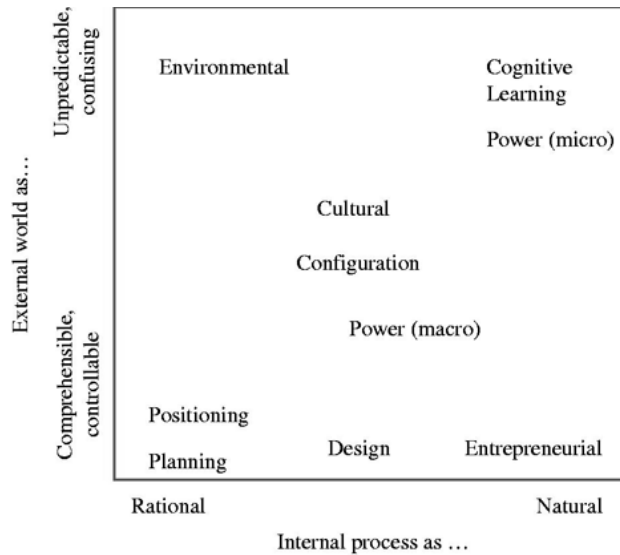 Unpredictable,
confusing
External world as…
Comprehensible,
controllable
Environmental
Cognitive
Learning
Power (micro)
Cultural
Configuration
Power (macro)
Positioning
Design
Entrepreneurial
Planning
Rational
Natural
Internal process as …